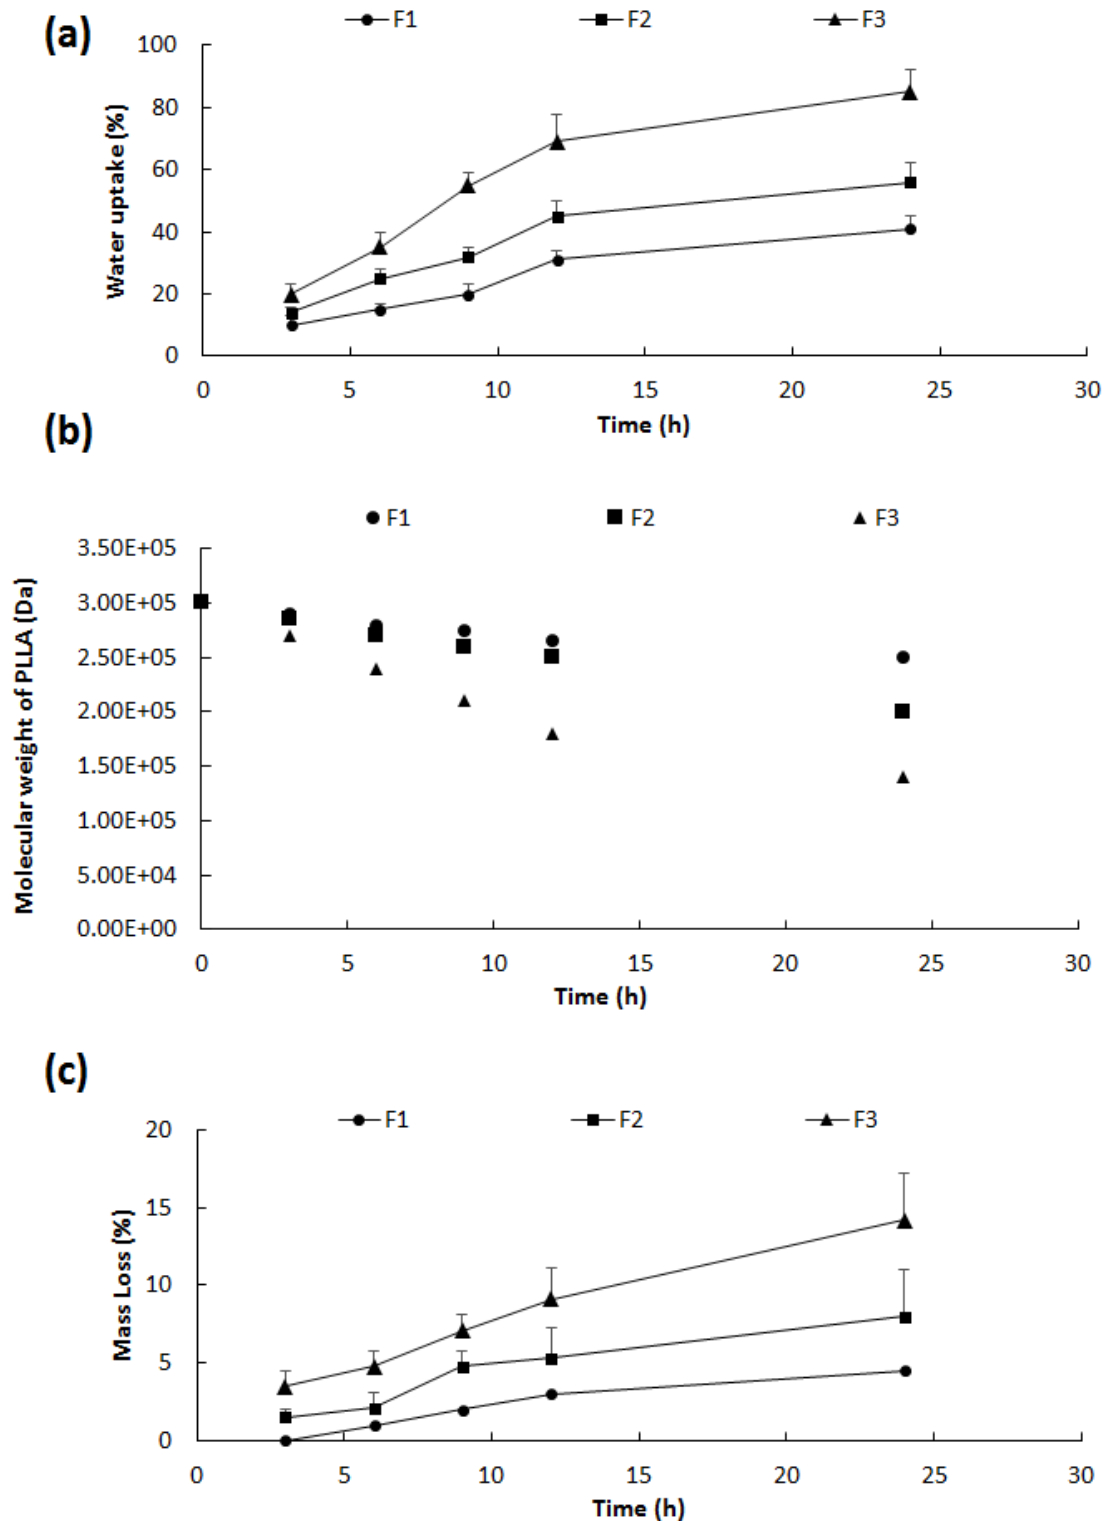 (a)
F1 F2 F3
100
80
60
40
20
0
Water uptake (%)
0 5 10 15 20 25 30
Time (h)
(b)
F1 F2 F3
3.50E+05
3.00E+05
2.50E+05
2.00E+05
1.50E+05
1.00E+05
5.00E+04
0.00E+00
Molecular weight of PLLA (Da)
0 5 10 15 20 25 30
Time (h)
(c)
F1 F2 F3
20
15
10
5
0
Mass Loss (%)
0 5 10 15 20 25 30
Time (h)